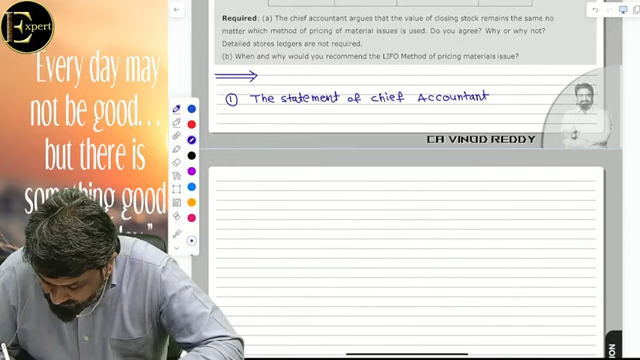 Expert
"Every day may
not be good...
but there is
something good
Required: (a) The chief accountant argues that the value of closing stock remains the same no
matter which method of pricing of material issues is used. Do you agree? Why or why not?
Detailed stores ledgers are not required.
(b) When and why would you recommend the LIFO Method of pricing materials issue?
① The statement of chief Accountant
CA VINOD REDDY